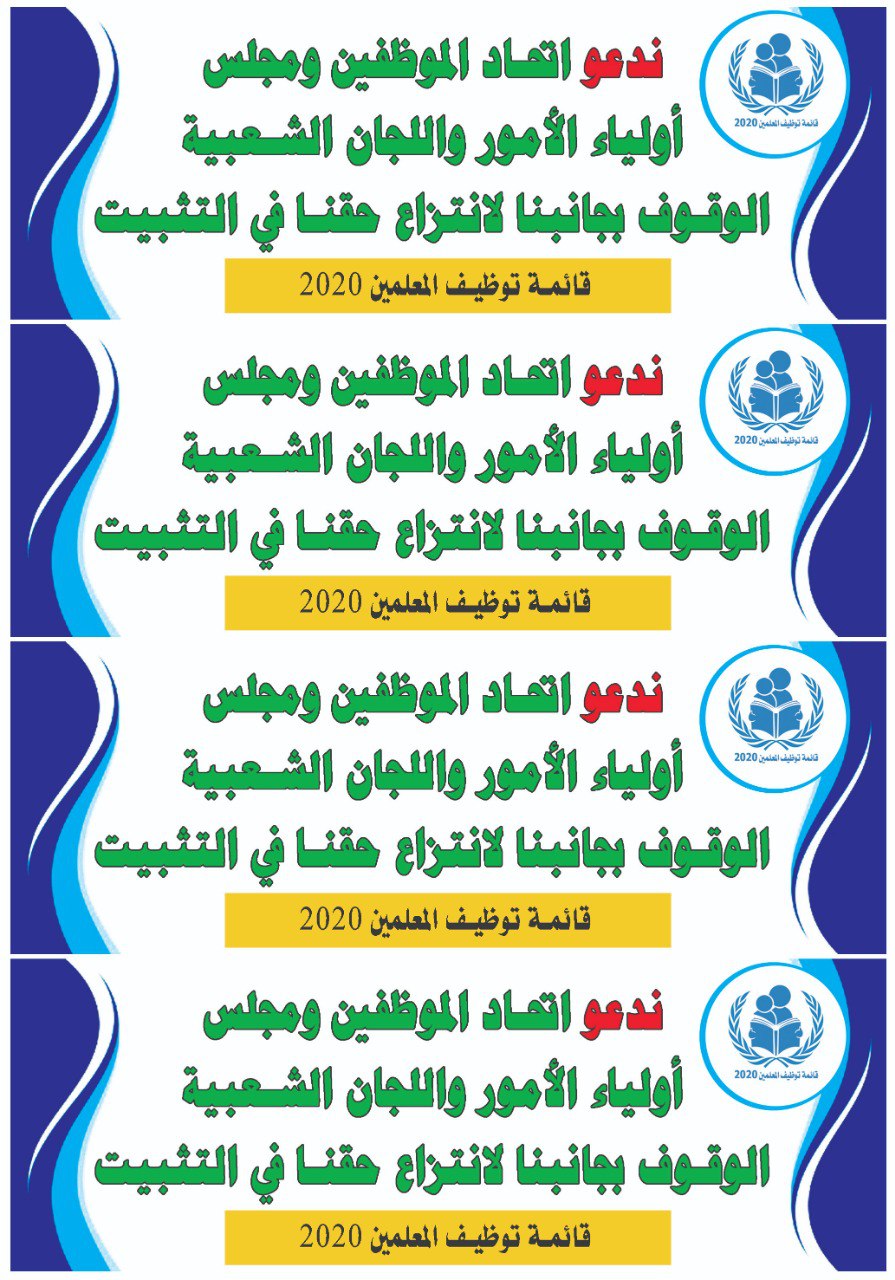 قائمة توظيف المعلمين 2020
ندعو اتحاد الموظفين ومجلس
أولياء الأمور واللجان الشعبية
الوقوف بجانبنا لانتزاع حقنا في التثبيت
قائمة توظيف المعلمين 2020
قائمة توظيف المعلمين 2020
ندعو اتحاد الموظفين ومجلس
أولياء الأمور واللجان الشعبية
الوقوف بجانبنا لانتزاع حقنا في التثبيت
قائمة توظيف المعلمين 2020
قائمة توظيف المعلمين 2020
ندعو اتحاد الموظفين ومجلس
أولياء الأمور واللجان الشعبية
الوقوف بجانبنا لانتزاع حقنا في التثبيت
قائمة توظيف المعلمين 2020
قائمة توظيف المعلمين 2020
ندعو اتحاد الموظفين ومجلس
أولياء الأمور واللجان الشعبية
الوقوف بجانبنا لانتزاع حقنا في التثبيت
قائمة توظيف المعلمين 2020